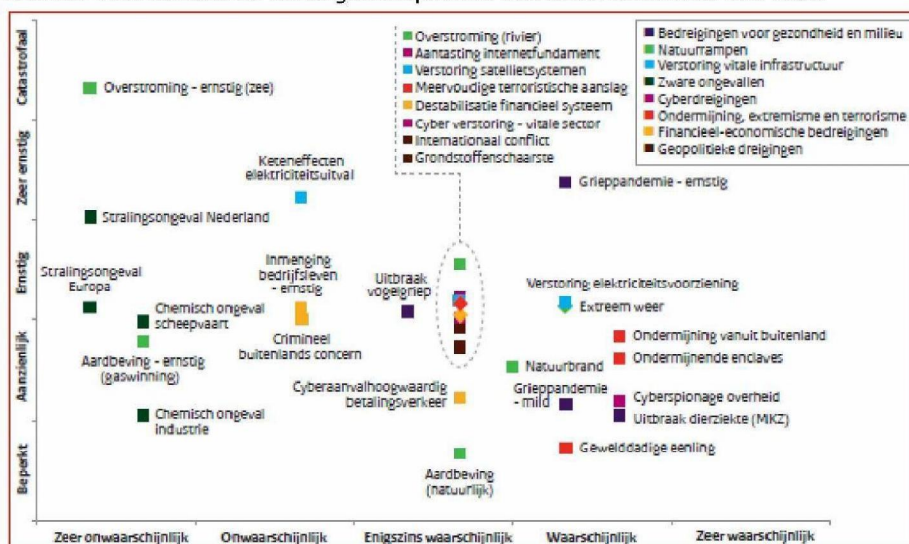 Catastrofaal
Zeer ernstig
Ernstig
Aanzienlijk
Beperkt
Overstroming (rivier)
Aantasting internetfundament
Verstoring satellietsystemen
Meervoudige terroristische aanslag
Destabilisatie financieel systeem
Cyber verstoring – vitale sector
Internationaal conflict
Grondstoffenschaarste
Bedreigingen voor gezondheid en milieu
Natuurrampen
Verstoring vitale infrastructuur
Zware ongevallen
Cyberdreigingen
Ondermijning, extremisme en terrorisme
Financieel-economische bedreigingen
Geopolitieke dreigingen
Overstroming - ernstig (zee)
Keteneffecten
elektriciteitsuitval
Grieppandemie - ernstig
Stralingsongeval Nederland
Stralingsongeval
Europa
Inmenging
bedrijfsleven
- ernstig
Uitbraak
vogelgriep
Verstoring elektriciteitsvoorziening
Extreem weer
Chemisch ongeval
scheepvaart
Crimineel
buitenlands concern
Ondermijning vanuit buitenland
Ondermijnende enclaves
Aardbeving - ernstig
(gaswinning)
Natuurbrand
Cyberaanvalhoogwaardig
betalingsverkeer
Grieppandemie
- mild
Cyberspionage overheid
Uitbraak dierziekte (MKZ)
Chemisch ongeval
industrie
Gewelddadige eenling
Aardbeving
(natuurlijk)
Zeer onwaarschijnlijk
Onwaarschijnlijk
Enigszins waarschijnlijk
Waarschijnlijk
Zeer waarschijnlijk